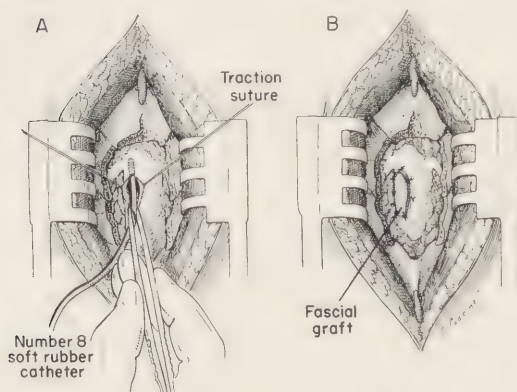 A
Traction
suture
Number 8
soft rubber
catheter
B
Fascial
graft